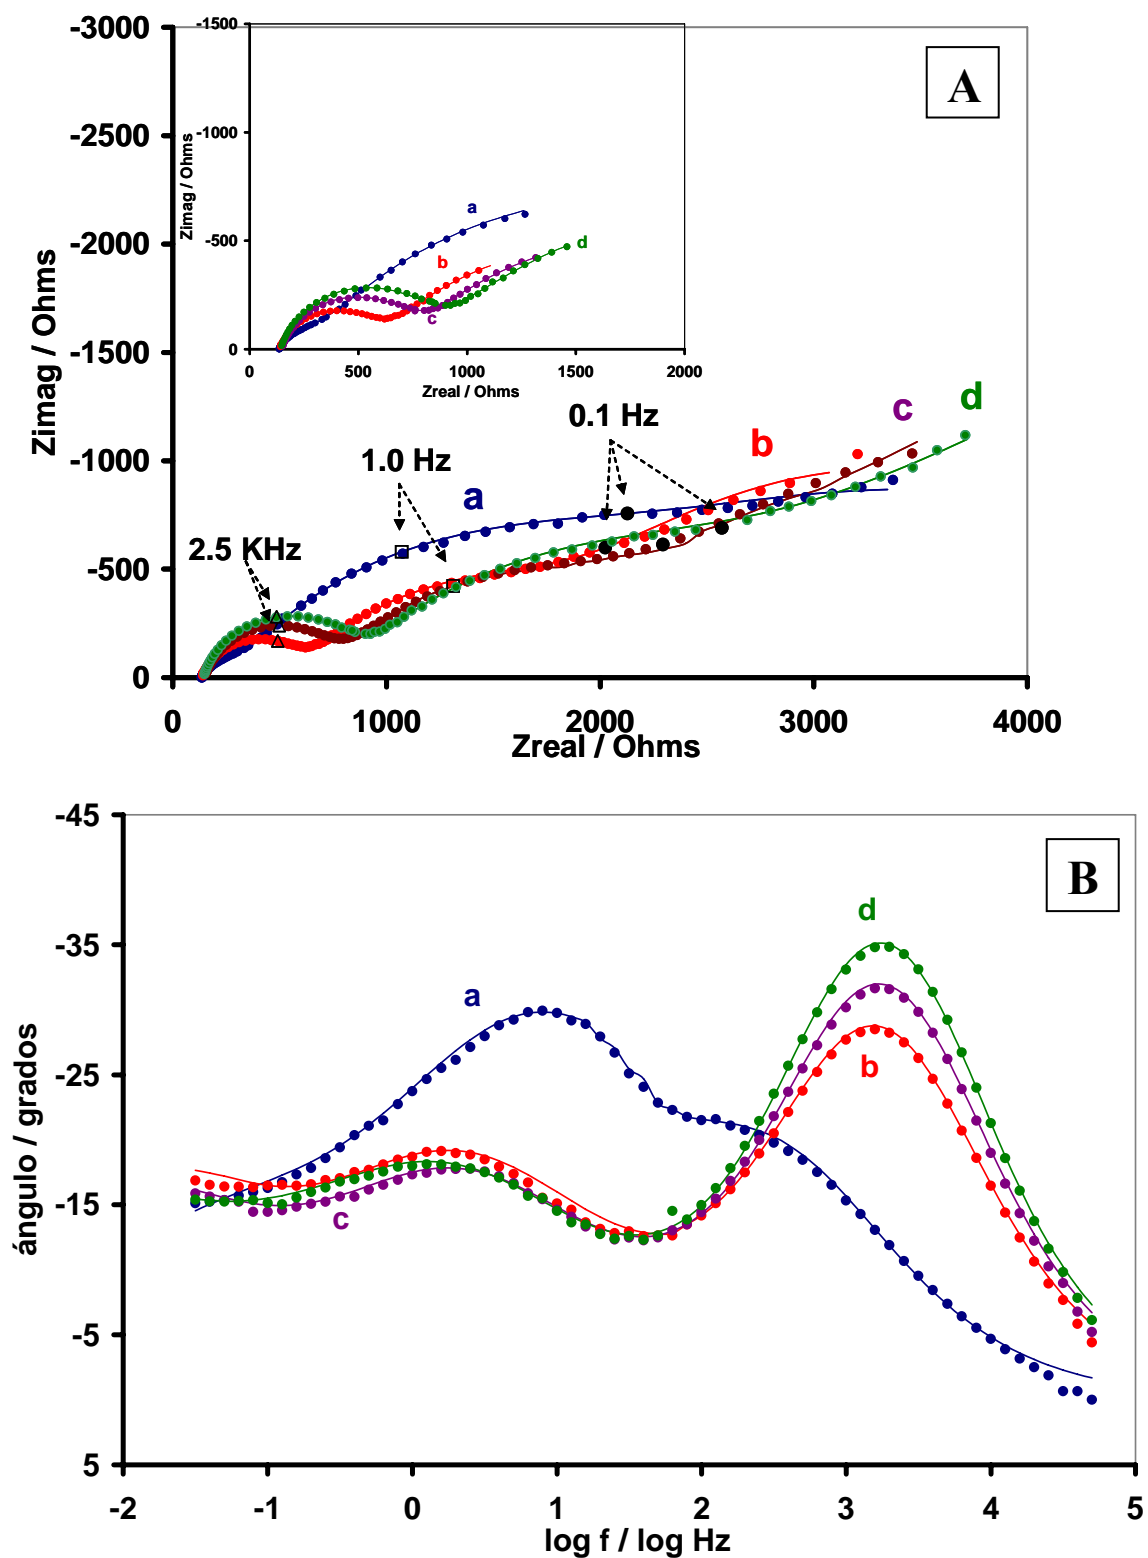 -3000
-2500
-2000
-1500
-1000
-500
0
Zimag / Ohms
A
-1500
-1000
-500
0
Zimag / Ohms
a
b
c
d
0
500
1000
1500
2000
Zreal / Ohms
2.5 KHz
1.0 Hz
0.1 Hz
a
b
c
d
0
1000
2000
3000
4000
Zreal / Ohms
-45
-35
-25
-15
-5
5
ángulo / grados
B
a
b
c
d
-2
-1
0
1
2
3
4
5
log f / log Hz